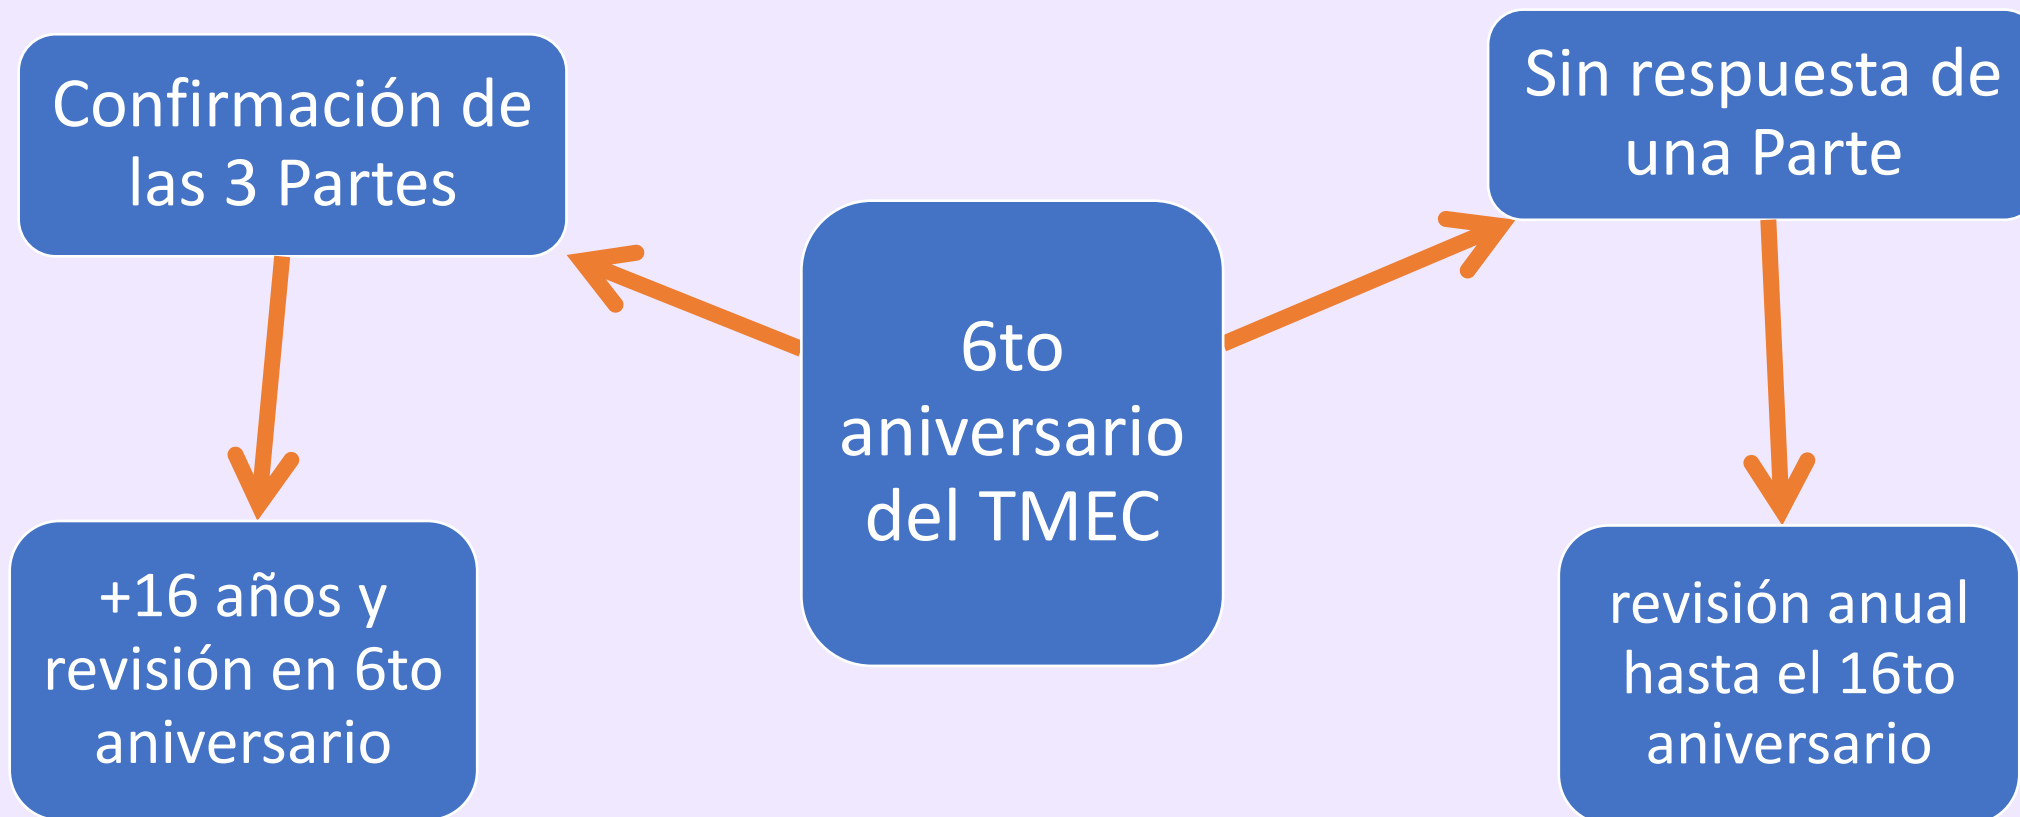 Confirmación de
las 3 Partes
Sin respuesta de
una Parte
6to
aniversario
del TMEC
+16 años y
revisión en 6to
aniversario
revisión anual
hasta el 16to
aniversario